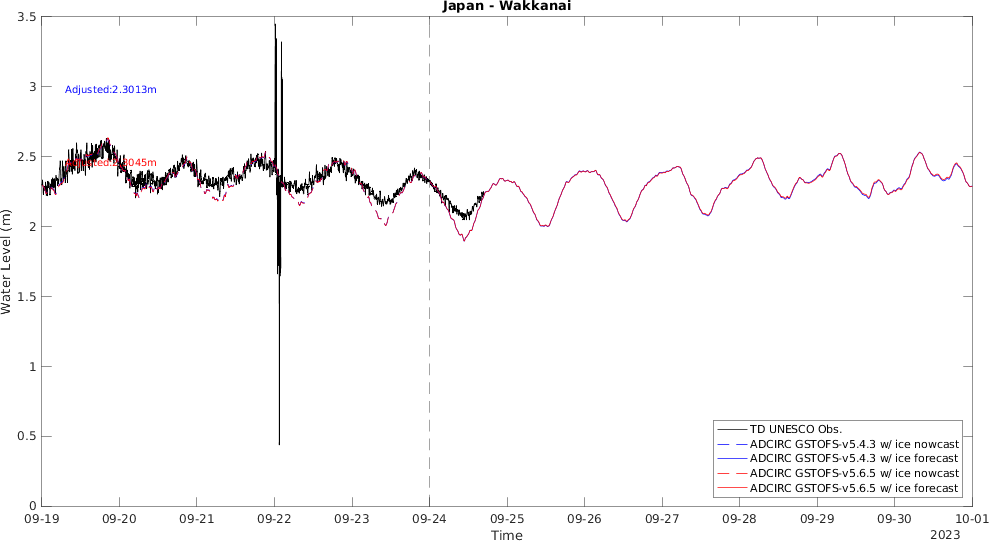 Japan - Wakkanai
3.5
3
2.5
2
1.5
1
0.5
0
Water Level (m)
Adjusted:2.3013m
TD UNESCO Obs.
ADCIRC GSTOFS-v5.4.3 w/ ice nowcast
ADCIRC GSTOFS-v5.4.3 w/ ice forecast
ADCIRC GSTOFS-v5.6.5 w/ ice nowcast
ADCIRC GSTOFS-v5.6.5 w/ ice forecast
09-19 09-20 09-21 09-22 09-23 09-24 09-25 09-26 09-27 09-28 09-29 09-30 10-01
Time
2023